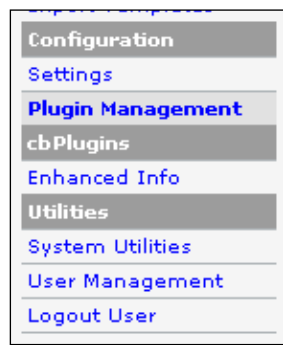 Configuration
Settings
Plugin Management
cbPlugins
Enhanced Info
Utilities
System Utilities
User Management
Logout User